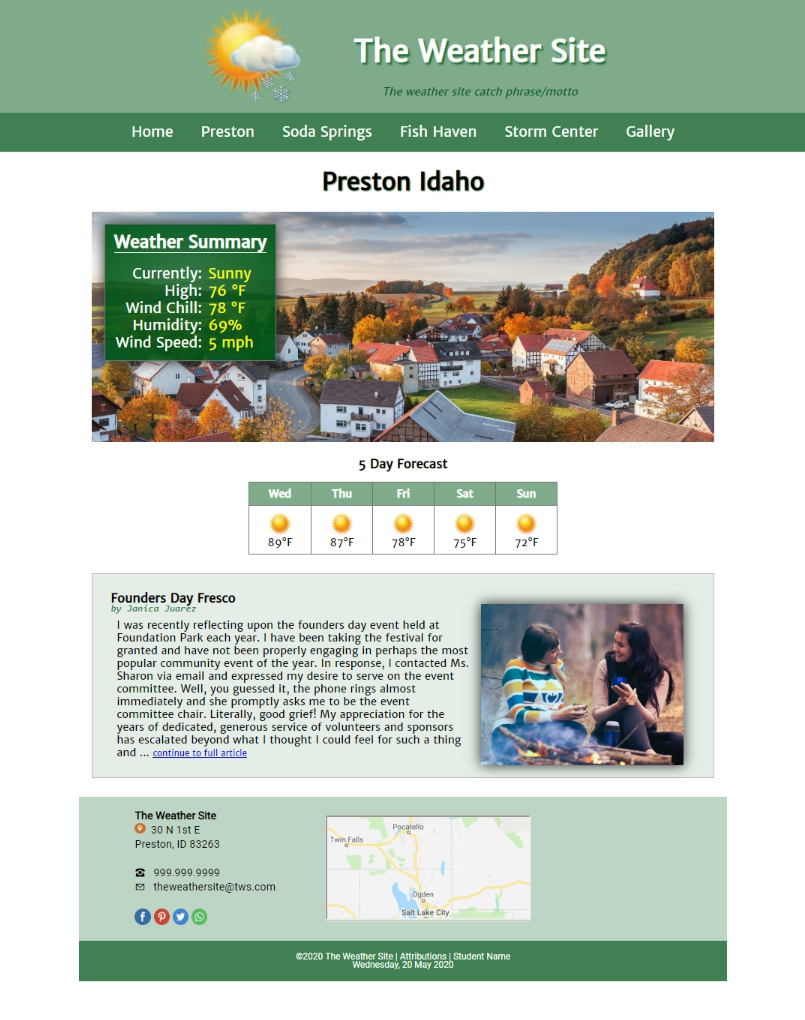 The Weather Site
The weather site catch phrase/motto
Home Preston Soda Springs Fish Haven Storm Center Gallery
Preston Idaho
Weather Summary
Currently: Sunny
High: 76 °F
Wind Chill: 78 °F
Humidity: 69%
Wind Speed: 5 mph
5 Day Forecast
Wed Thu Fri Sat Sun
89°F 87°F 78°F 75°F 72°F
Founders Day Fresco
by Janica Juarez
I was recently reflecting upon the founders day event held at
Foundation Park each year. I have been taking the festival for
granted and have not been properly engaging in perhaps the most
popular community event of the year. In response, I contacted Ms.
Sharon via email and expressed my desire to serve on the event
committee. Well, you guessed it, the phone rings almost
immediately and she promptly asks me to be the event
committee chair. Literally, good grief! My appreciation for the
years of dedicated, generous service of volunteers and sponsors
has escalated beyond what I thought I could feel for such a thing
and ... continue to full article
The Weather Site
30 N 1st E
Preston, ID 83263
999.999.9999
theweathersite@tws.com
Pocatello
Twin Falls
Ogden
Salt Lake City
©2020 The Weather Site | Attributions | Student Name
Wednesday, 20 May 2020